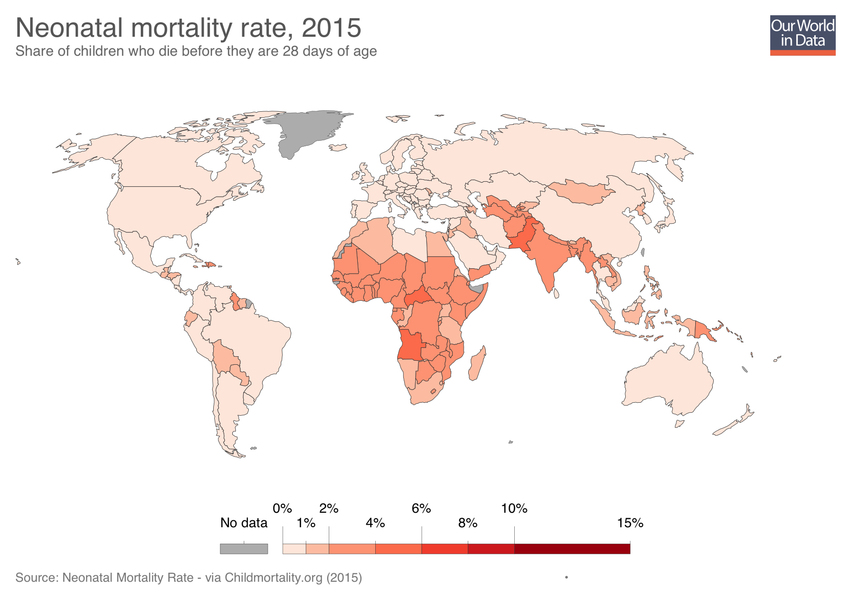 Neonatal mortality rate, 2015
Share of children who die before they are 28 days of age
Our World
in Data
No data
0%
1%
2%
4%
6%
8%
10%
15%
Source: Neonatal Mortality Rate - via Childmortality.org (2015)